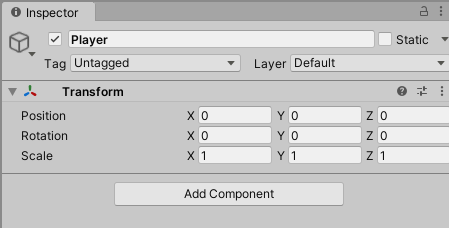 Inspector
Player
Static
Tag Untagged Layer Default
Transform
Position X 0 Y 0 Z 0
Rotation X 0 Y 0 Z 0
Scale X 1 Y 1 Z 1
Add Component